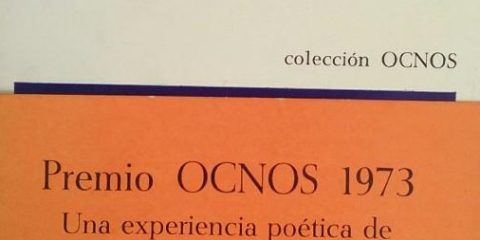 colección OCNOS
Premio OCNOS 1973
Una experiencia poética de